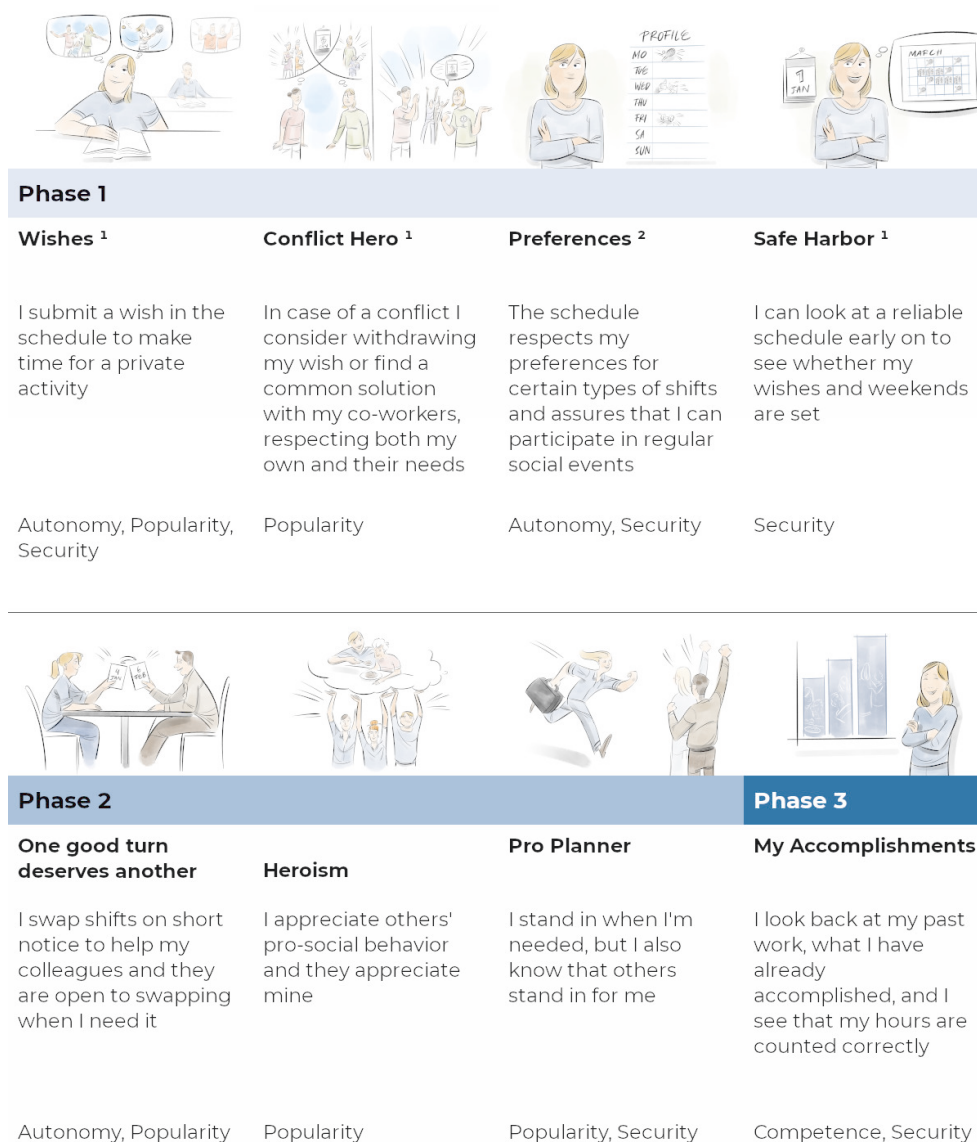 PROFILE
MO
TUE
WED
THU
FRI
SA
SUN
9
JAN
MARCH
Phase 1
Wishes ¹
I submit a wish in the
schedule to make
time for a private
activity
Autonomy, Popularity,
Security
Conflict Hero ¹
In case of a conflict I
consider withdrawing
my wish or find a
common solution
with my co-workers,
respecting both my
own and their needs
Popularity
Preferences ²
The schedule
respects my
preferences for
certain types of shifts
and assures that I can
participate in regular
social events
Autonomy, Security
Safe Harbor ¹
I can look at a reliable
schedule early on to
see whether my
wishes and weekends
are set
Security
9
JAN
6
FEB
Phase 2
One good turn
deserves another
I swap shifts on short
notice to help my
colleagues and they
are open to swapping
when I need it
Autonomy, Popularity
Heroism
I appreciate others'
pro-social behavior
and they appreciate
mine
Popularity
Pro Planner
I stand in when I'm
needed, but I also
know that others
stand in for me
Popularity, Security
Phase 3
My Accomplishments
I look back at my past
work, what I have
already
accomplished, and I
see that my hours are
counted correctly
Competence, Security